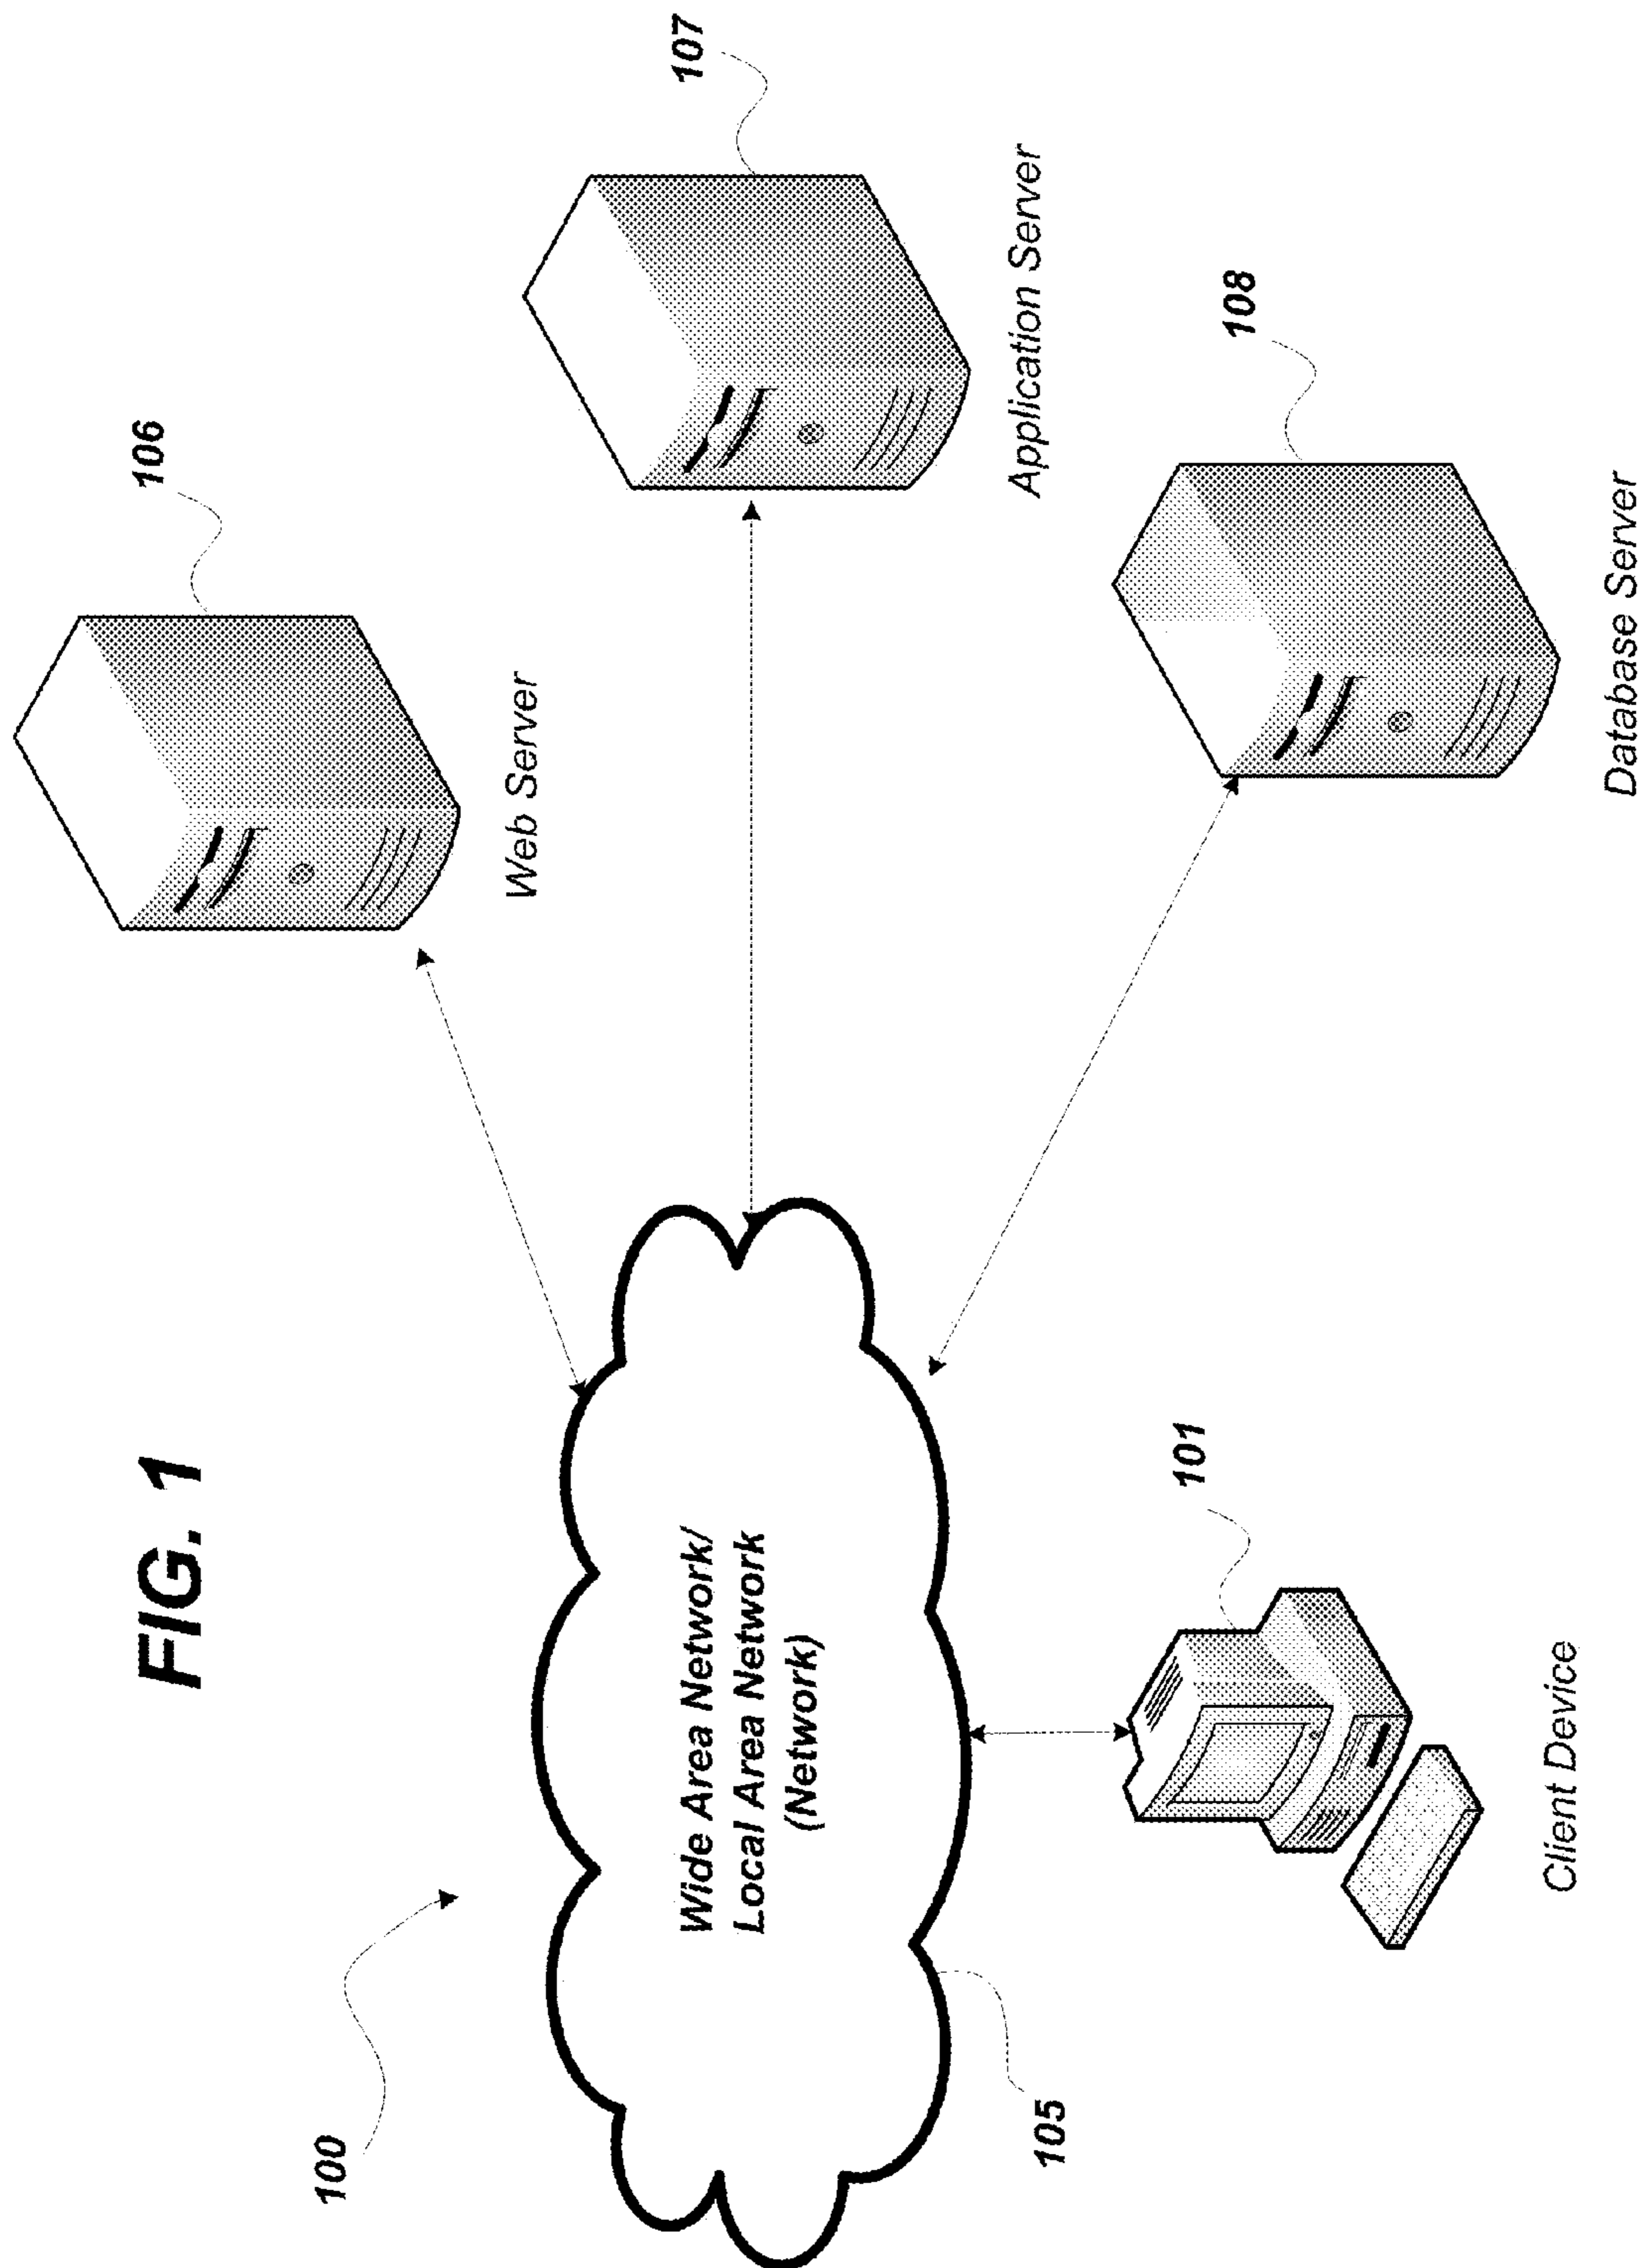 FIG. 1
100
Wide Area Network/
Local Area Network
(Network)
105
106
Web Server
107
Application Server
108
Database Server
101
Client Device